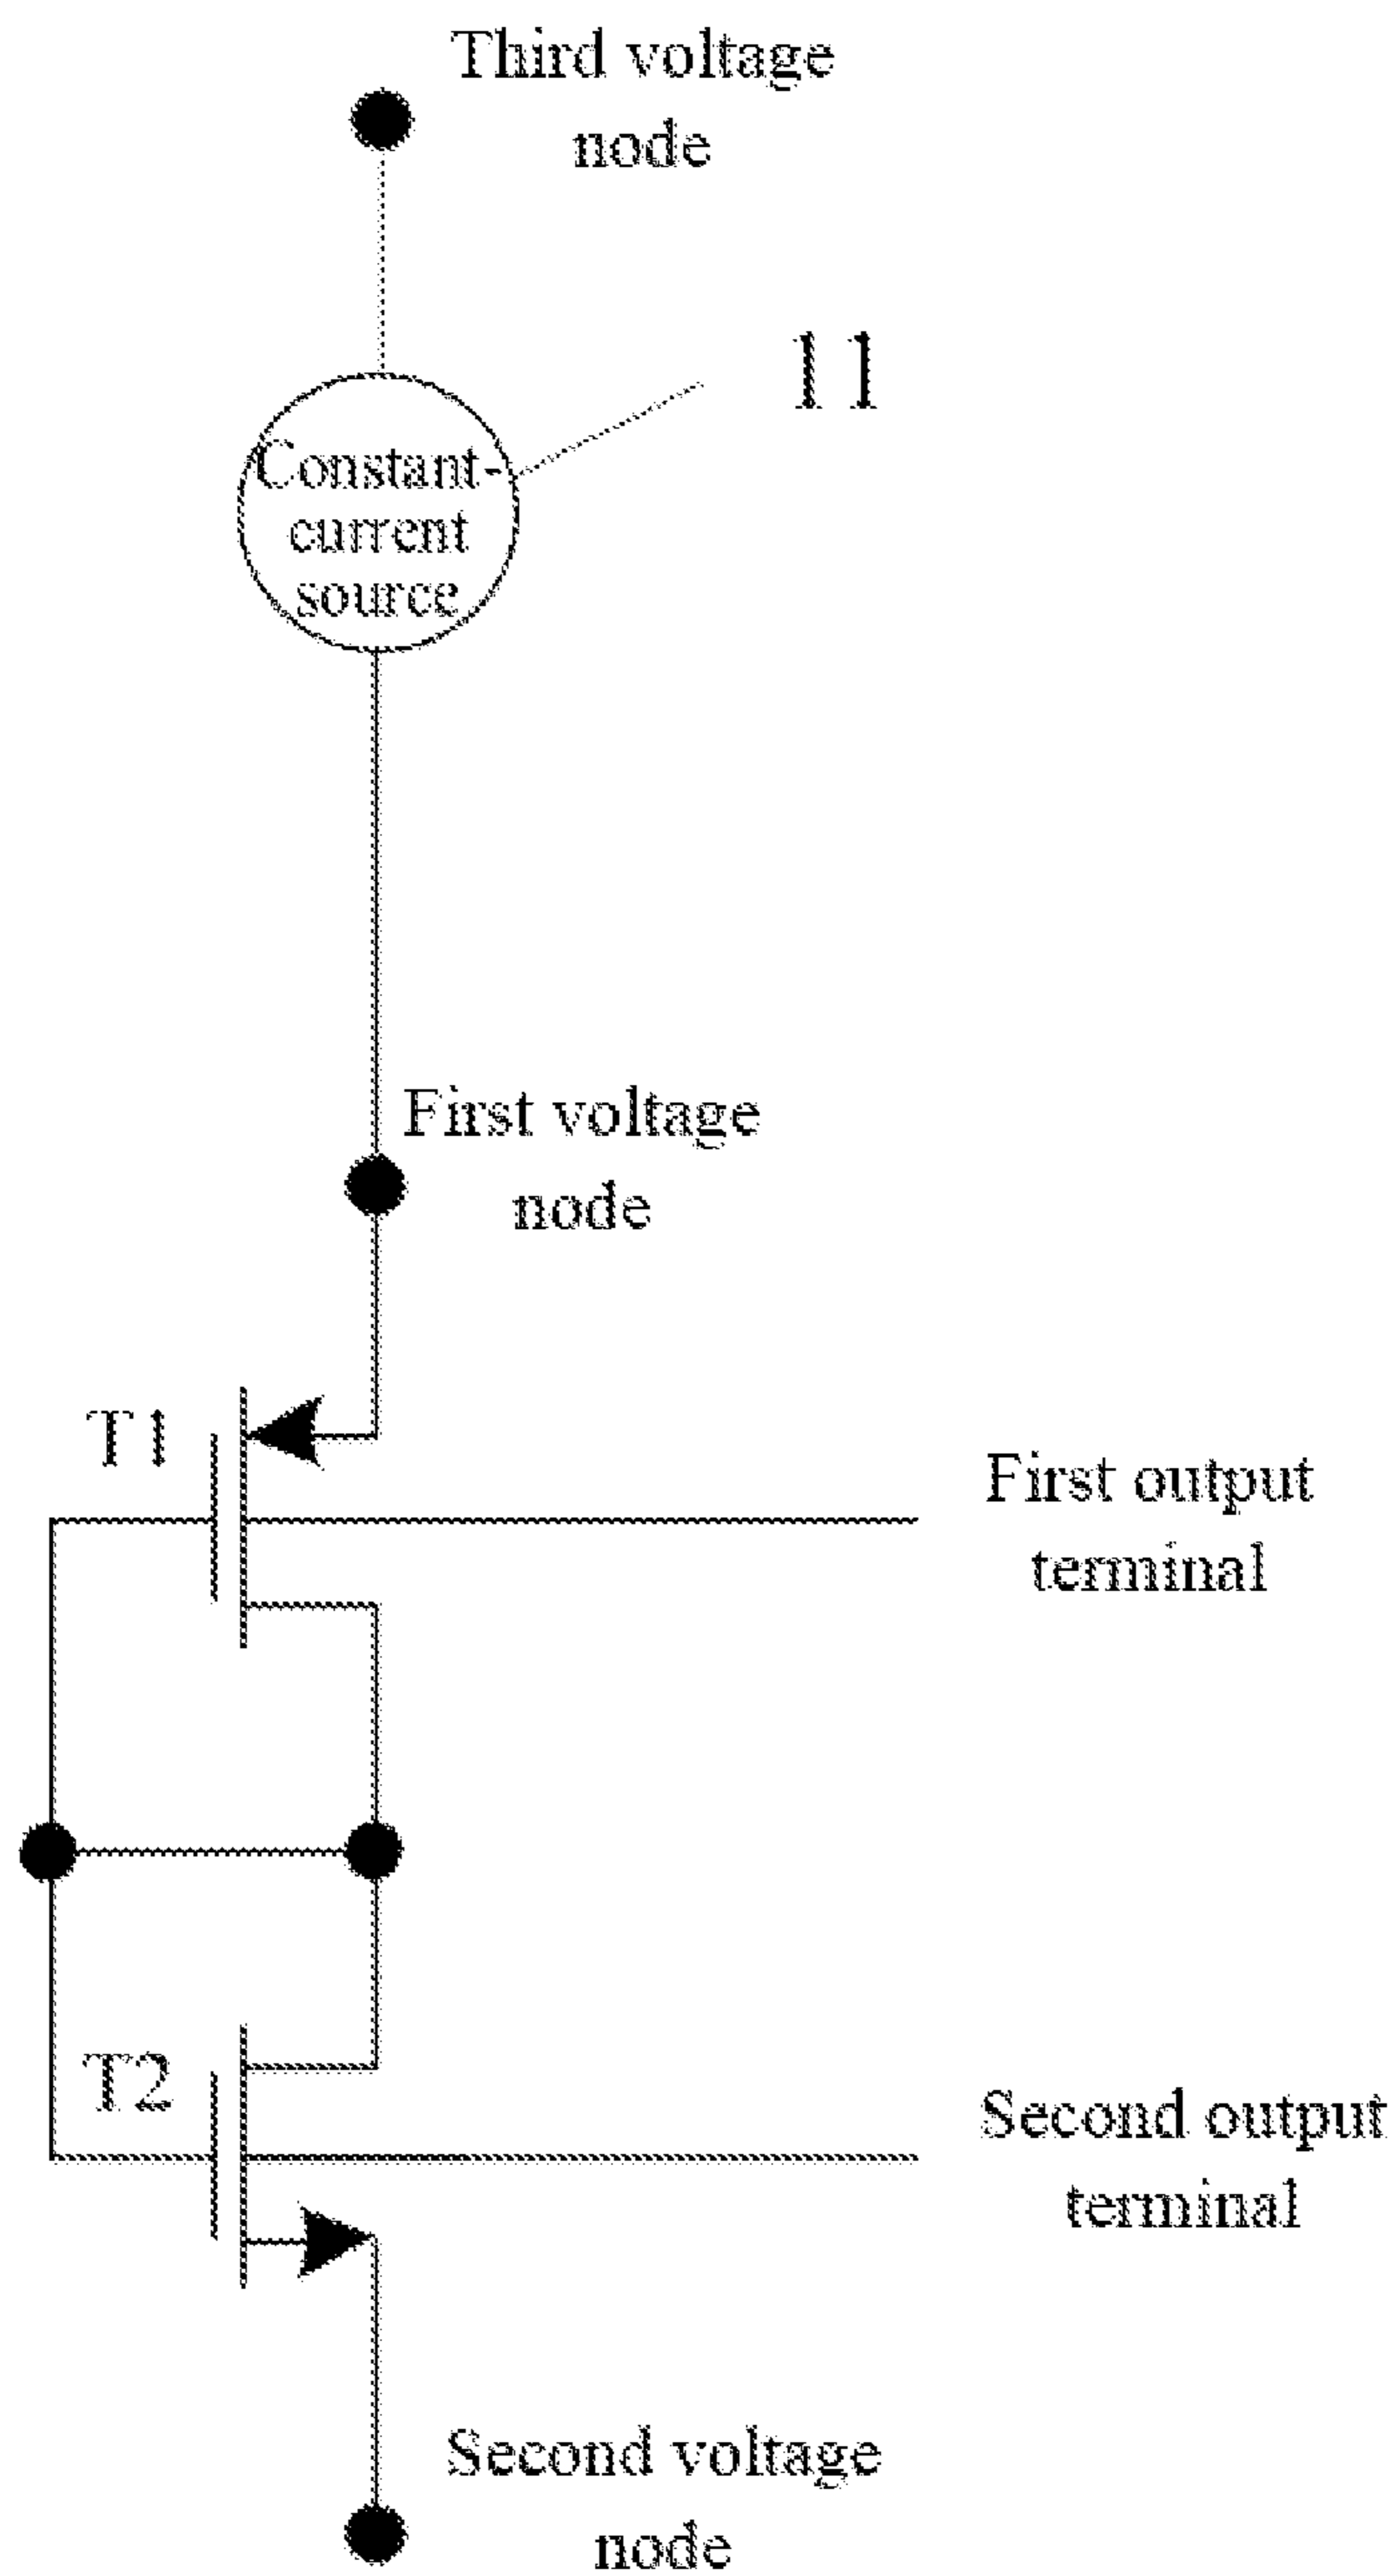 Third voltage
node
11
Constant-
current
source
First voltage
node
T1
First output
terminal
T2
Second output
terminal
Second voltage
node